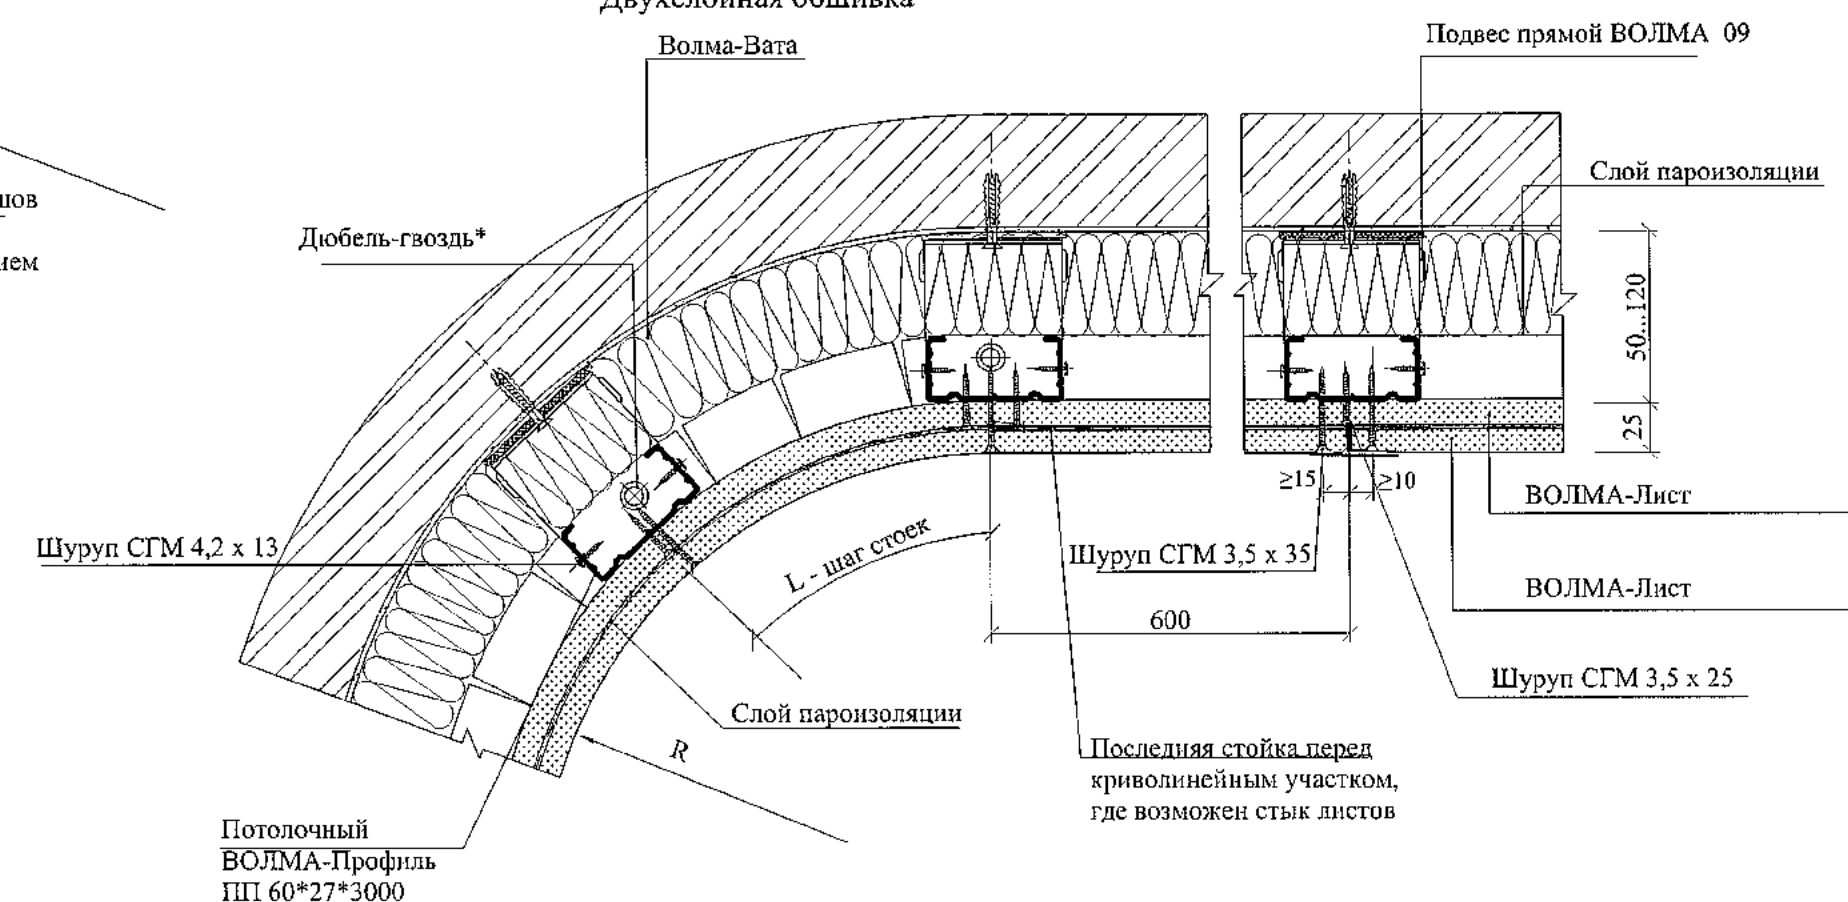 Двухслойная обшивка
Волма-Вата
Подвес прямой ВОЛМА 09
Слой пароизоляции
Дюбель-гвоздь*
50...120
25
≥15
≥10
ВОЛМА-Лист
Шуруп СГМ 4,2 х 13
L - шаг стоек
Шуруп СГМ 3,5 х 35
ВОЛМА-Лист
600
Шуруп СГМ 3,5 х 25
Слой пароизоляции
R
Последняя стойка перед
криволинейным участком,
где возможен стык листов
Потолочный
ВОЛМА-Профиль
ПП 60*27*3000